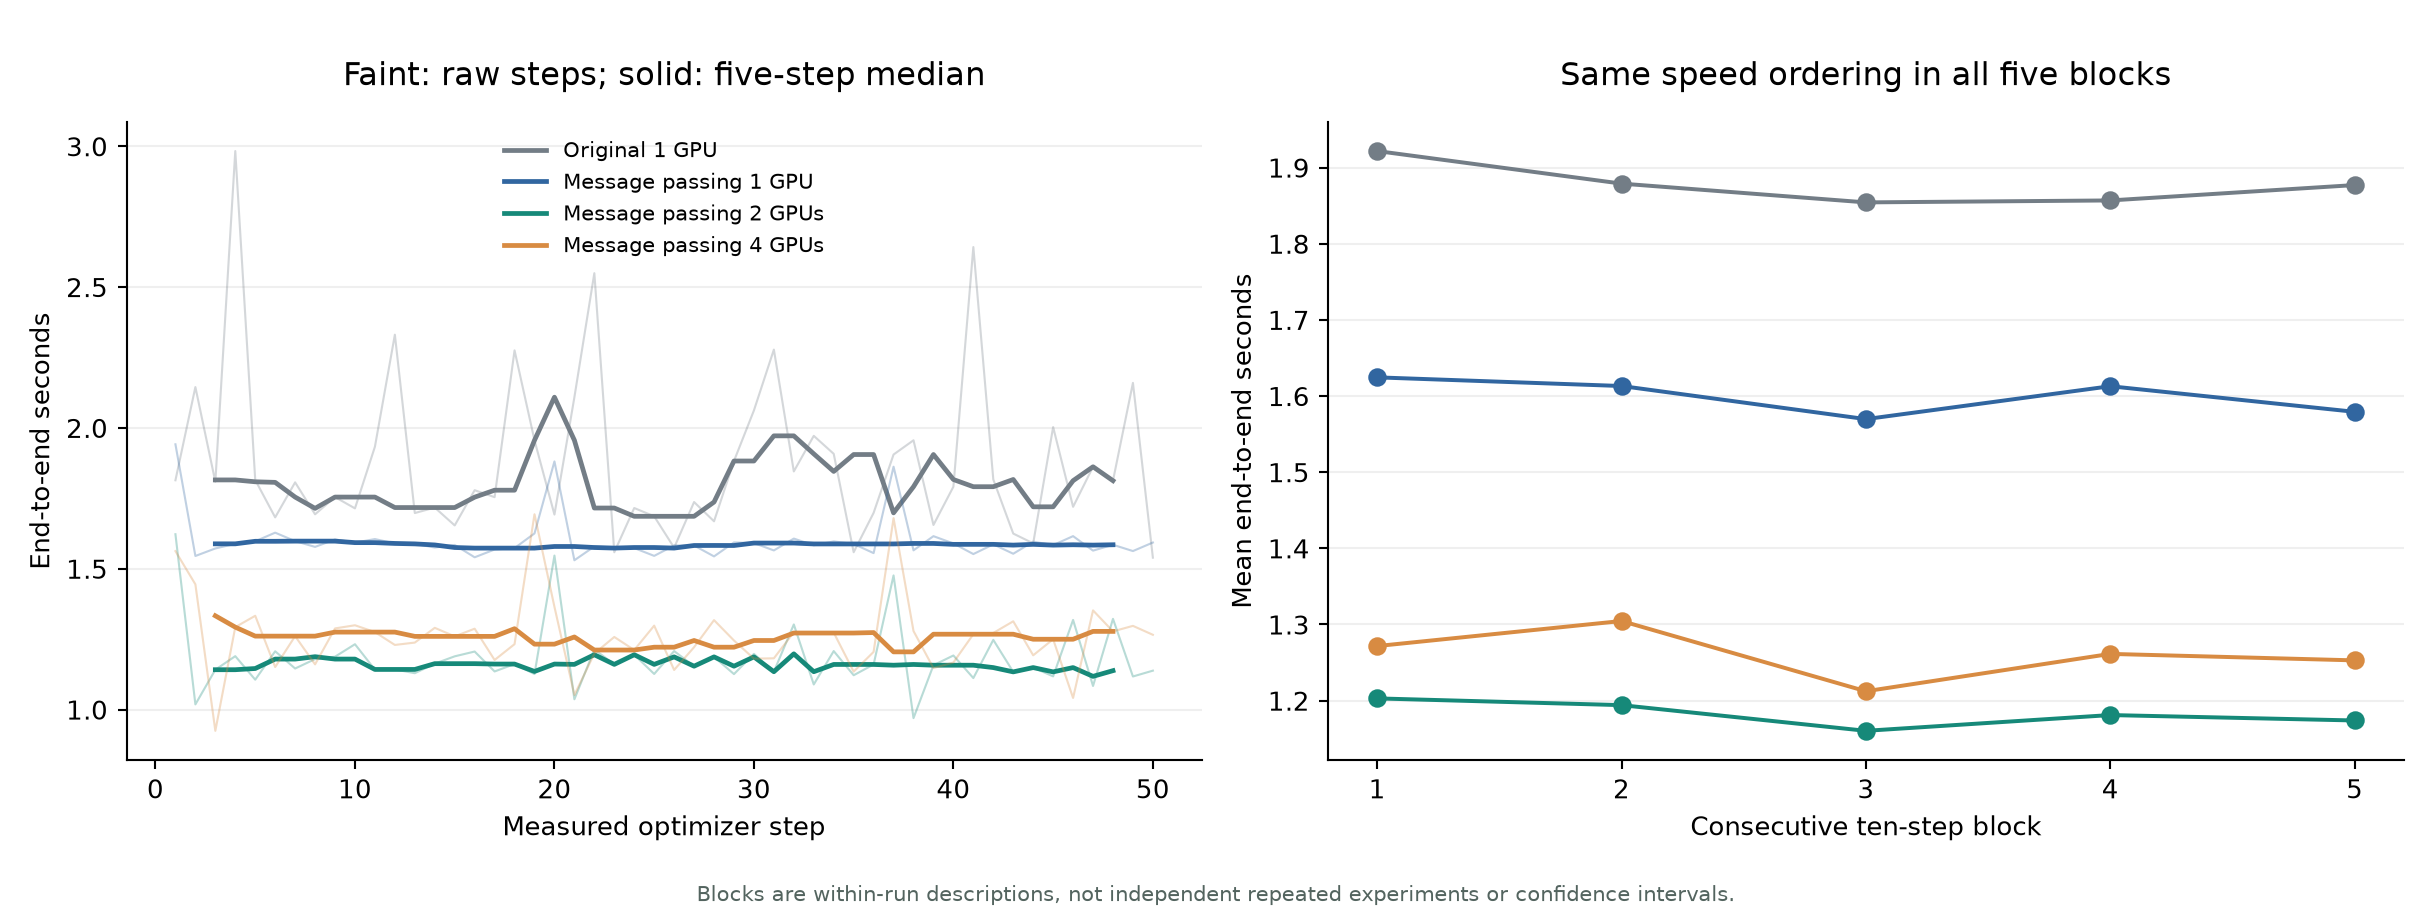 Faint: raw steps; solid: five-step median
Original 1 GPU
Message passing 1 GPU
Message passing 2 GPUs
Message passing 4 GPUs
End-to-end seconds
3.0
2.5
2.0
1.5
1.0
0 10 20 30 40 50
Measured optimizer step
Same speed ordering in all five blocks
Mean end-to-end seconds
1.9
1.8
1.7
1.6
1.5
1.4
1.3
1.2
1 2 3 4 5
Consecutive ten-step block
Blocks are within-run descriptions, not independent repeated experiments or confidence intervals.